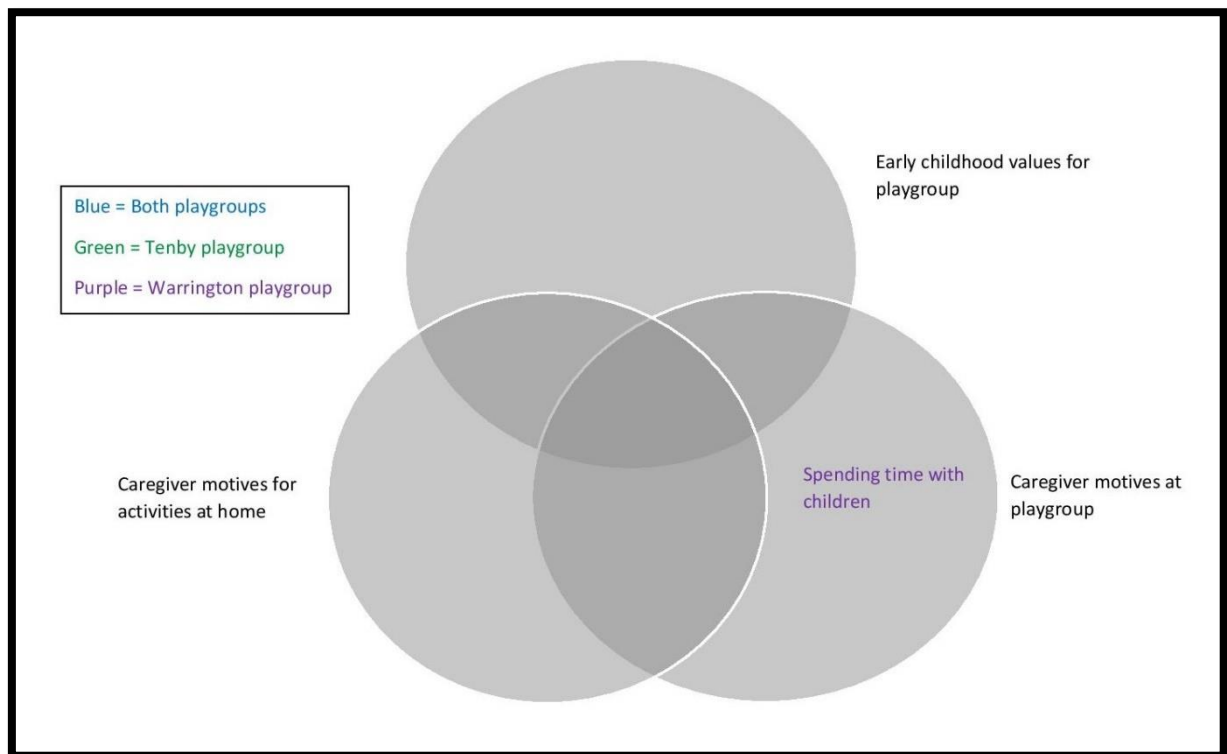 Early childhood values for
playgroup
Blue = Both playgroups
Green = Tenby playgroup
Purple = Warrington playgroup
Caregiver motives for
activities at home
Spending time with
children
Caregiver motives at
playgroup